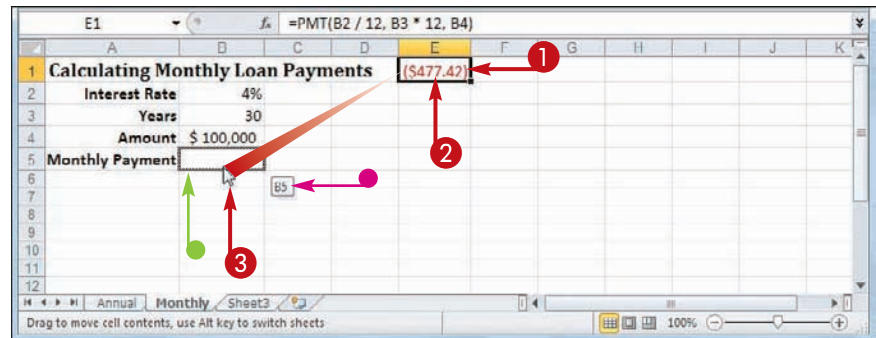 E1 fx =PMT(B2 / 12, B3 * 12, B4)
A B C D E F G H I J K
1 Calculating Monthly Loan Payments ($477.42) 1
2 Interest Rate 4%
3 Years 30 2
4 Amount $ 100,000
5 Monthly Payment
6 B5
7
8 3
9
10
11
12
Annual Monthly Sheet3
Drag to move cell contents, use Alt key to switch sheets 100%